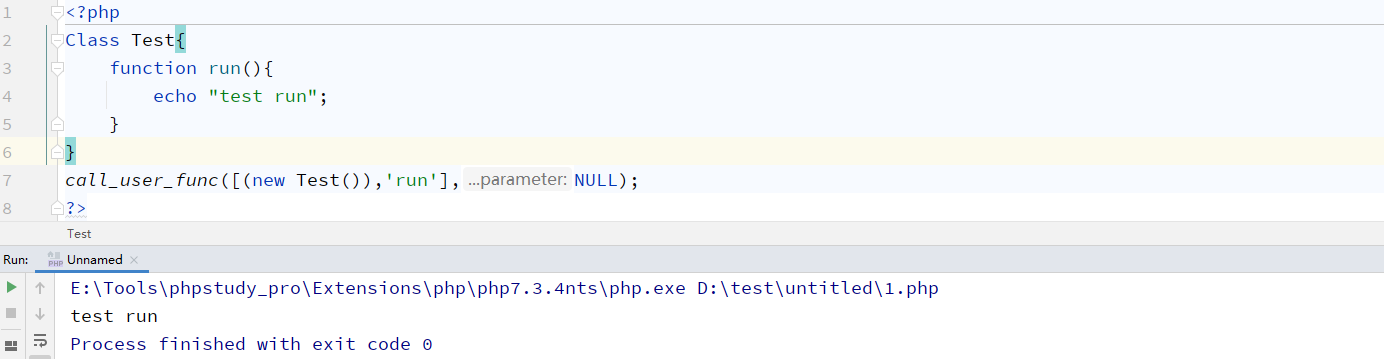 1 <?php
2 Class Test{
3 function run(){
4 echo "test run";
5 }
6 }
7 call_user_func([(new Test()),'run'], ...parameter: NULL);
8 ?>
Test
Run: PHP Unnamed ×
E:\Tools\phpstudy_pro\Extensions\php\php7.3.4nts\php.exe D:\test\untitled\1.php
test run
Process finished with exit code 0